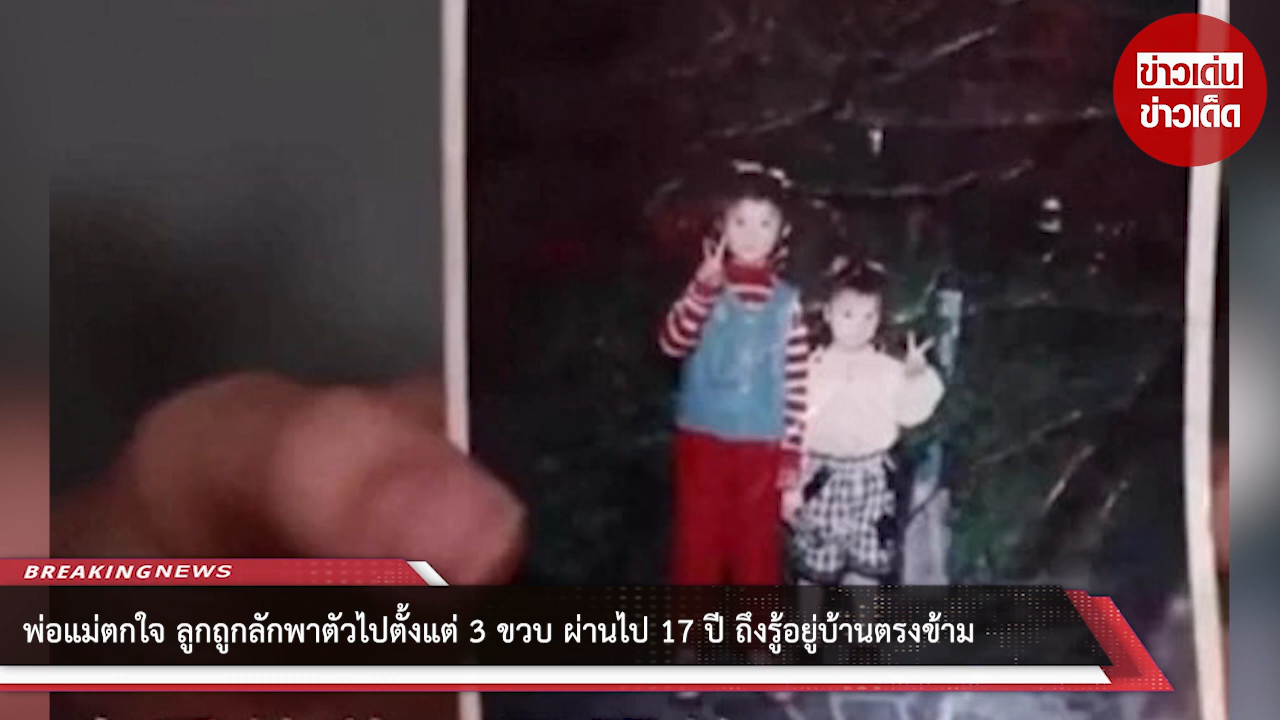 ข่าวเด่น
ข่าวเด็ด
BREAKING NEWS
พ่อแม่ตกใจ ลูกถูกลักพาตัวไปตั้งแต่ 3 ขวบ ผ่านไป 17 ปี ถึงรู้อยู่บ้านตรงข้าม